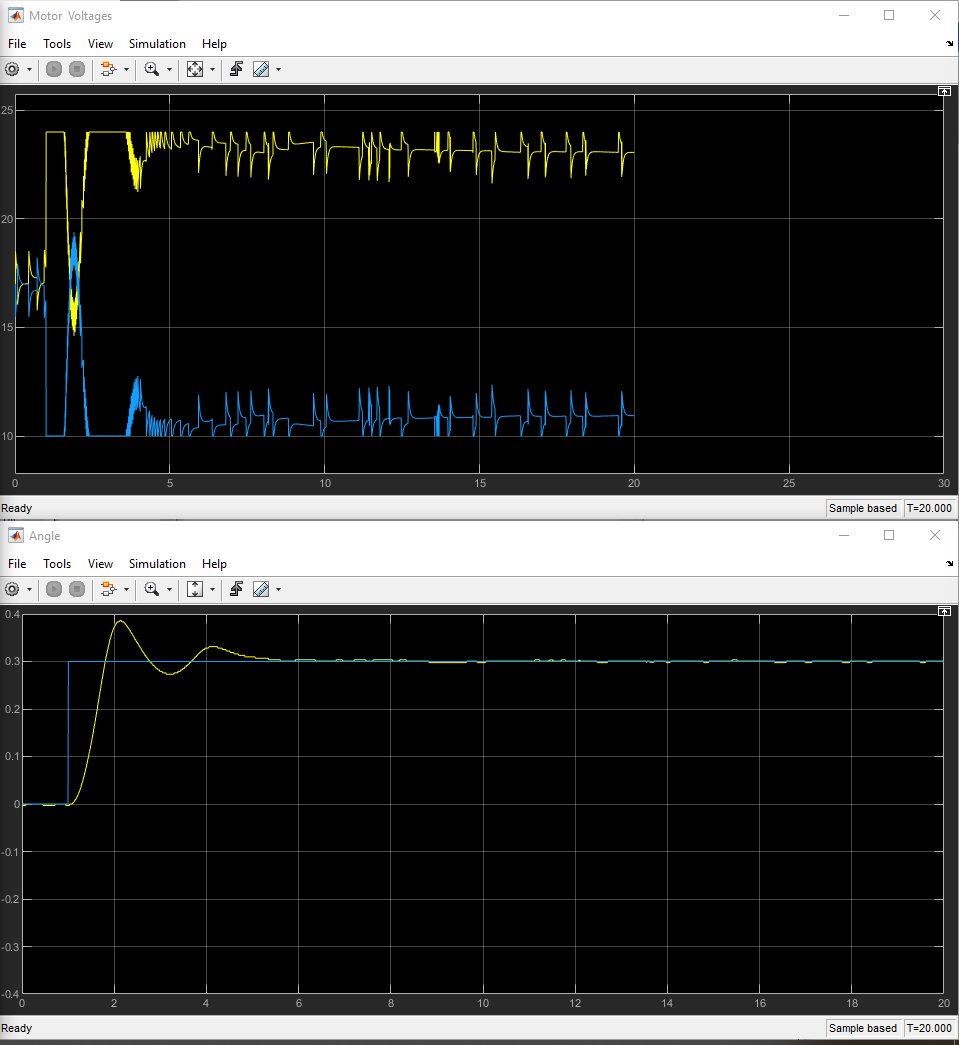 Motor Voltages
File Tools View Simulation Help
25
20
15
10
0 5 10 15 20 25 30
Ready Sample based T=20.000
Angle
File Tools View Simulation Help
0.4
0.3
0.2
0.1
0
-0.1
-0.2
-0.3
-0.4
0 2 4 6 8 10 12 14 16 18 20
Ready Sample based T=20.000